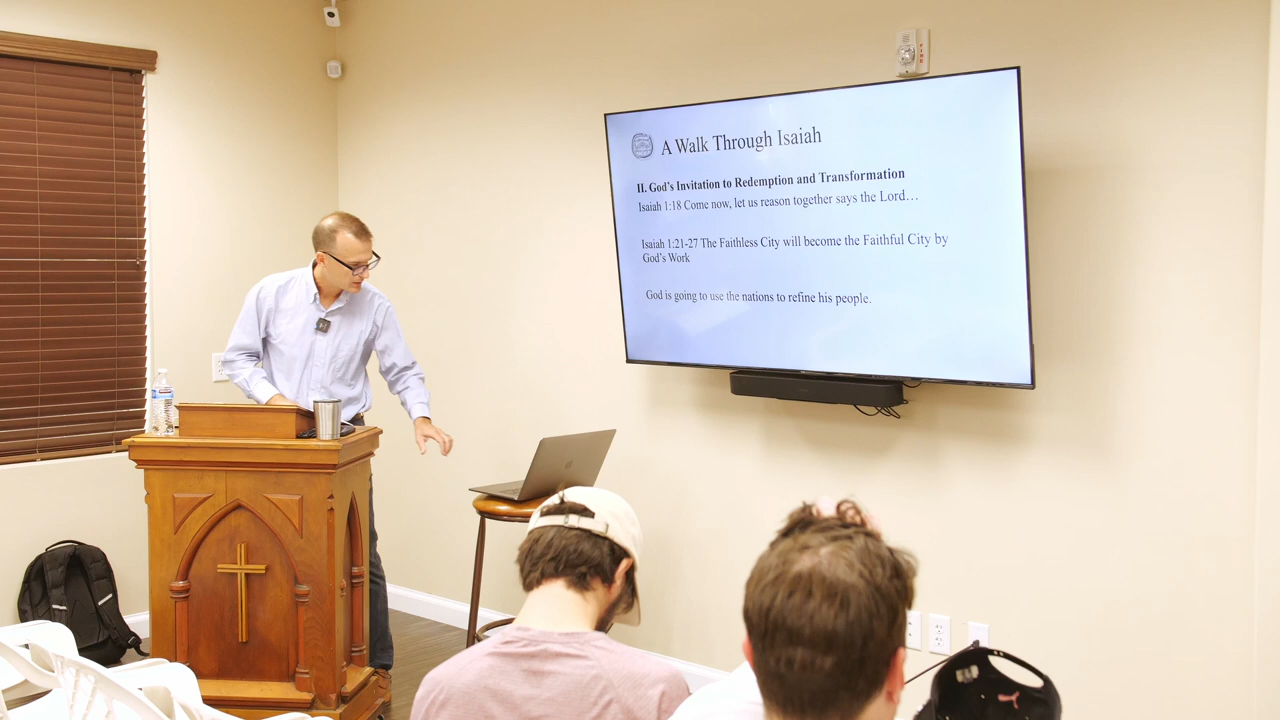 FIRE
A Walk Through Isaiah
II. God's Invitation to Redemption and Transformation
Isaiah 1:18 Come now, let us reason together says the Lord…
Isaiah 1:21-27 The Faithless City will become the Faithful City by
God's Work
God is going to use the nations to refine his people.